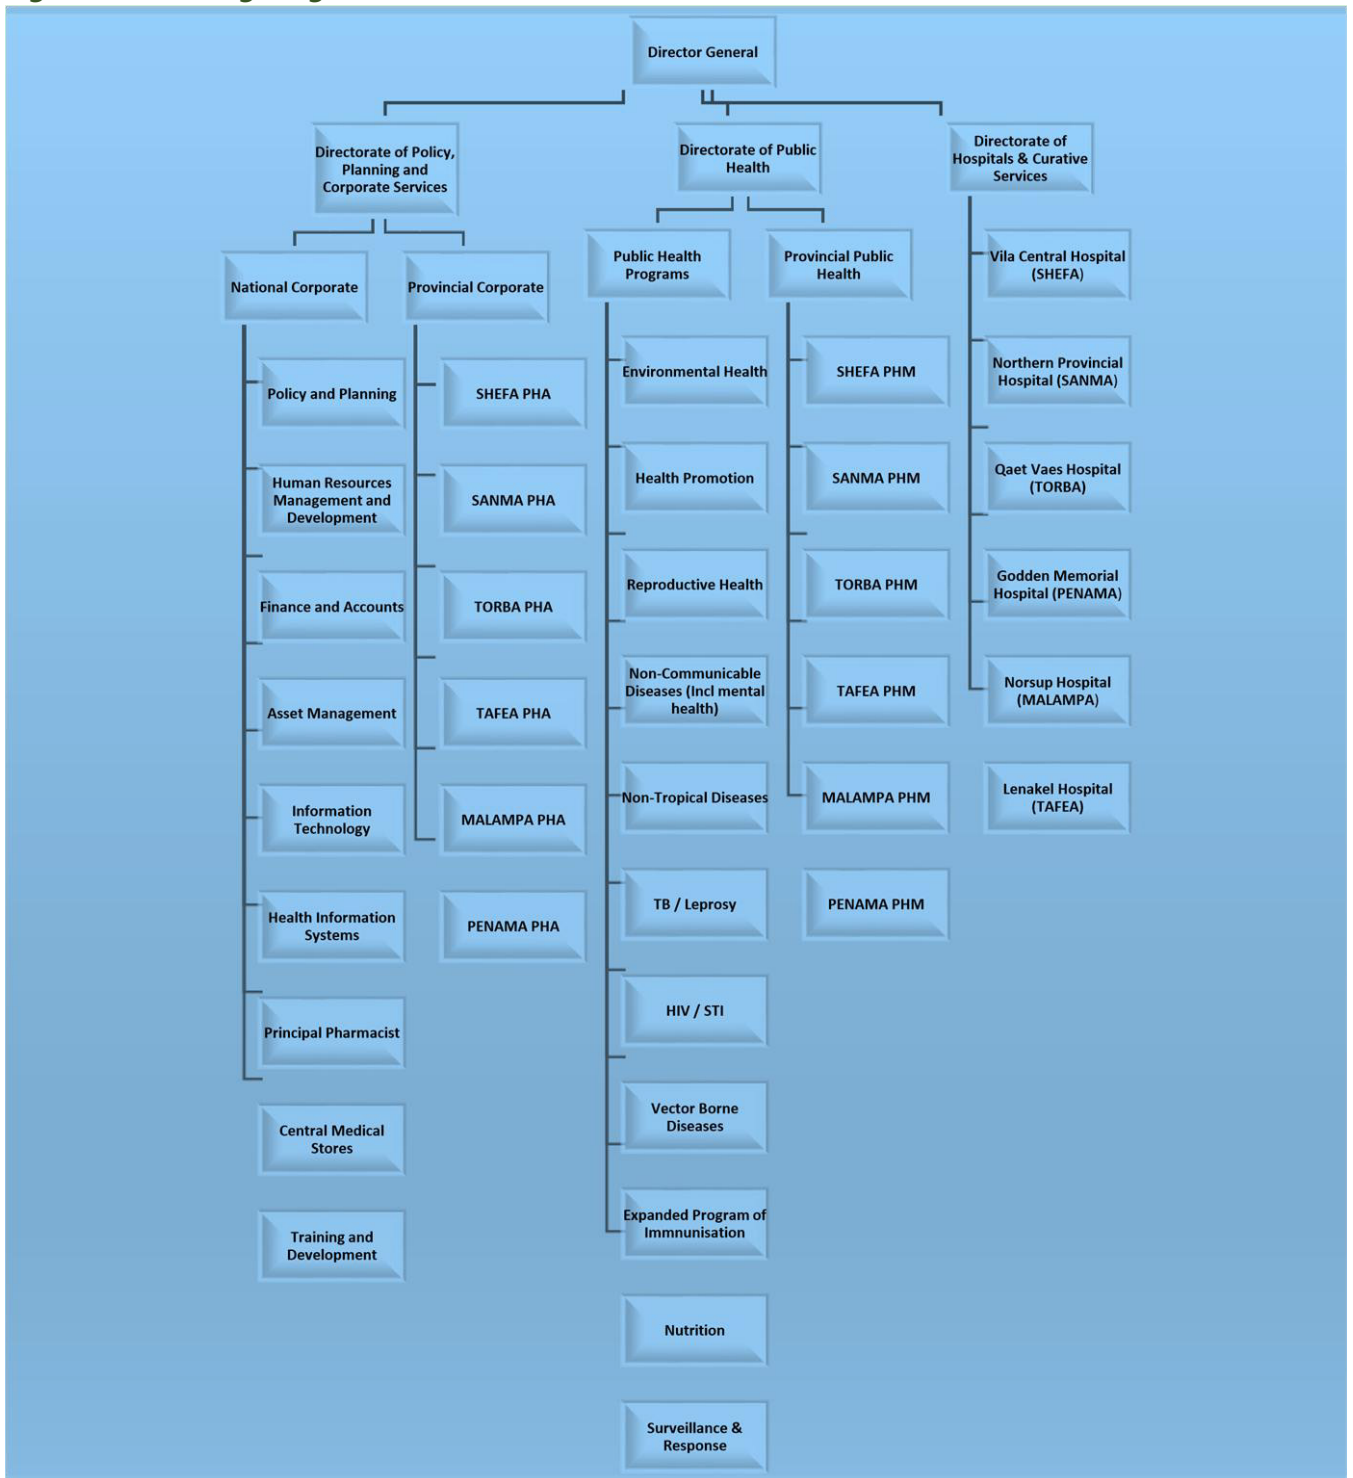 Director General
Directorate of Policy,
Planning and
Corporate Services
Directorate of Public
Health
Directorate of
Hospitals & Curative
Services
National Corporate
Provincial Corporate
Public Health
Programs
Provincial Public
Health
Policy and Planning
Human Resources
Management and
Development
Finance and Accounts
Asset Management
Information
Technology
Health Information
Systems
Principal Pharmacist
Central Medical
Stores
Training and
Development
SHEFA PHA
SANMA PHA
TORBA PHA
TAFEA PHA
MALAMPA PHA
PENAMA PHA
Environmental Health
Health Promotion
Reproductive Health
Non-Communicable
Diseases (Incl mental
health)
Non-Tropical Diseases
TB / Leprosy
HIV / STI
Vector Borne
Diseases
Expanded Program of
Immnunisation
Nutrition
Surveillance &
Response
SHEFA PHM
SANMA PHM
TORBA PHM
TAFEA PHM
MALAMPA PHM
PENAMA PHM
Vila Central Hospital
(SHEFA)
Northern Provincial
Hospital (SANMA)
Qaet Vaes Hospital
(TORBA)
Godden Memorial
Hospital (PENAMA)
Norsup Hospital
(MALAMPA)
Lenakel Hospital
(TAFEA)